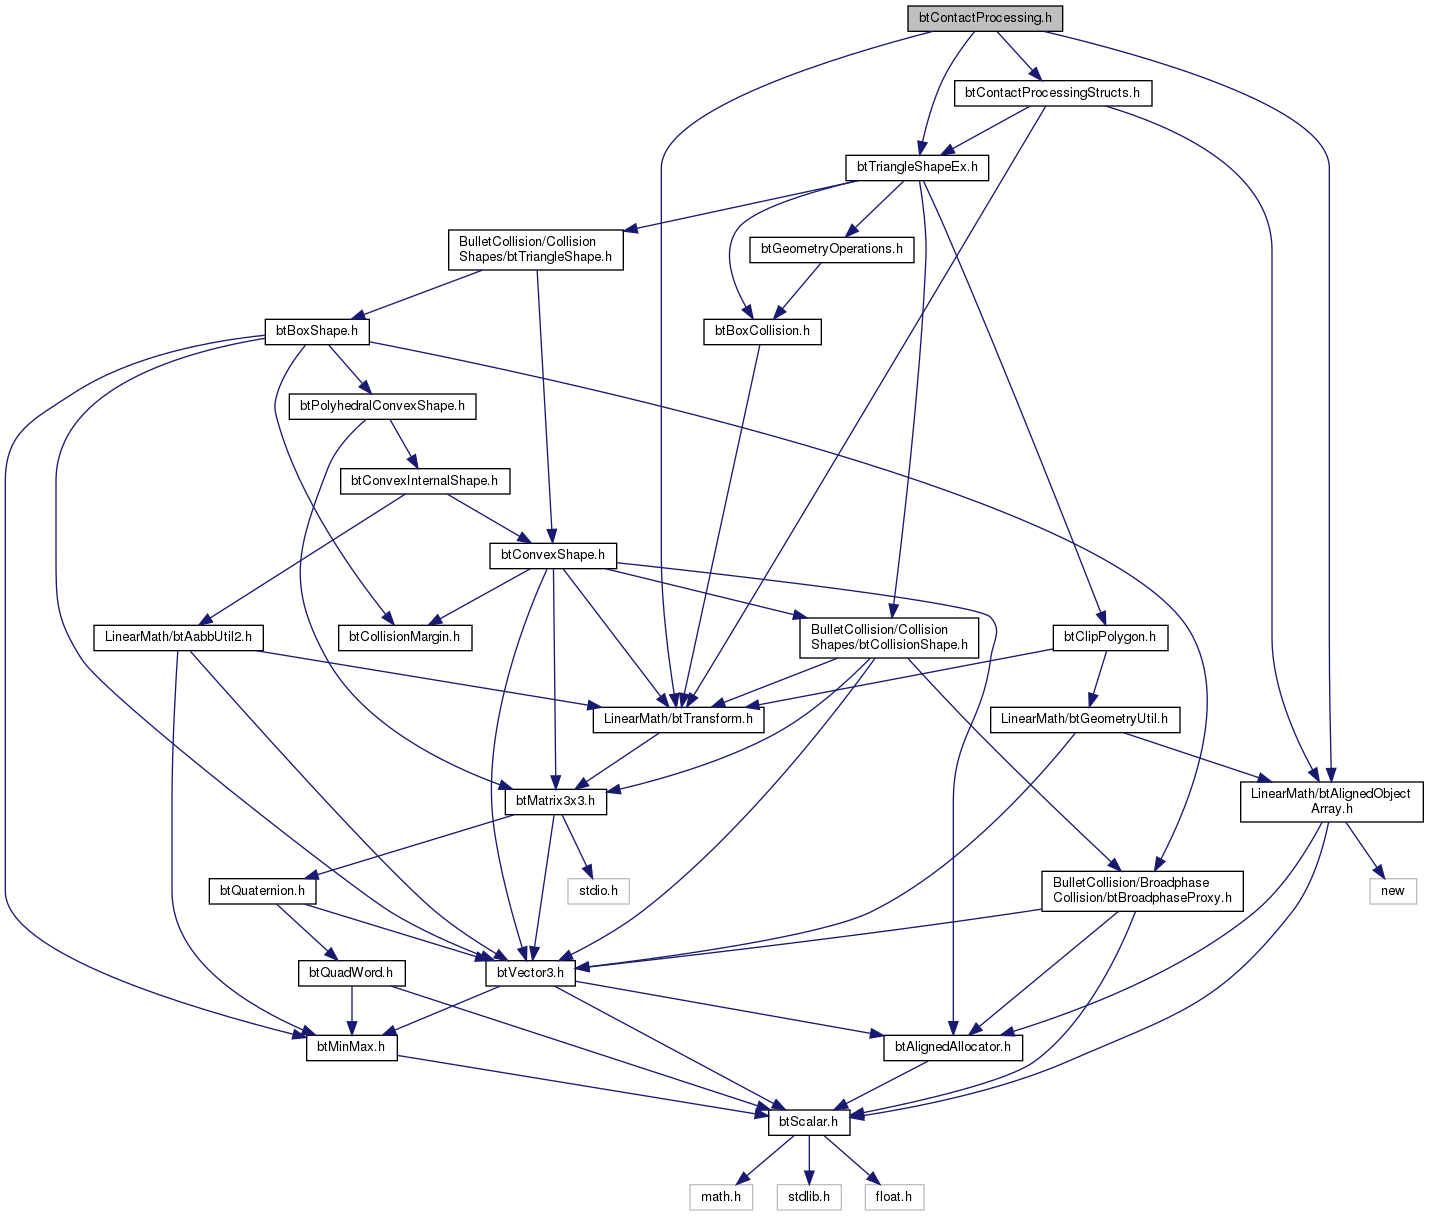 btContactProcessing.h
btContactProcessingStructs.h
btTriangleShapeEx.h
BulletCollision/Collision
Shapes/btTriangleShape.h
btGeometryOperations.h
btBoxShape.h
btBoxCollision.h
btPolyhedralConvexShape.h
btConvexInternalShape.h
btConvexShape.h
LinearMath/btAabbUtil2.h
btCollisionMargin.h
BulletCollision/Collision
Shapes/btCollisionShape.h
btClipPolygon.h
LinearMath/btTransform.h
LinearMath/btGeometryUtil.h
btMatrix3x3.h
LinearMath/btAlignedObject
Array.h
btQuaternion.h
stdio.h
BulletCollision/Broadphase
Collision/btBroadphaseProxy.h
new
btQuadWord.h
btVector3.h
btMinMax.h
btAlignedAllocator.h
btScalar.h
math.h
stdlib.h
float.h